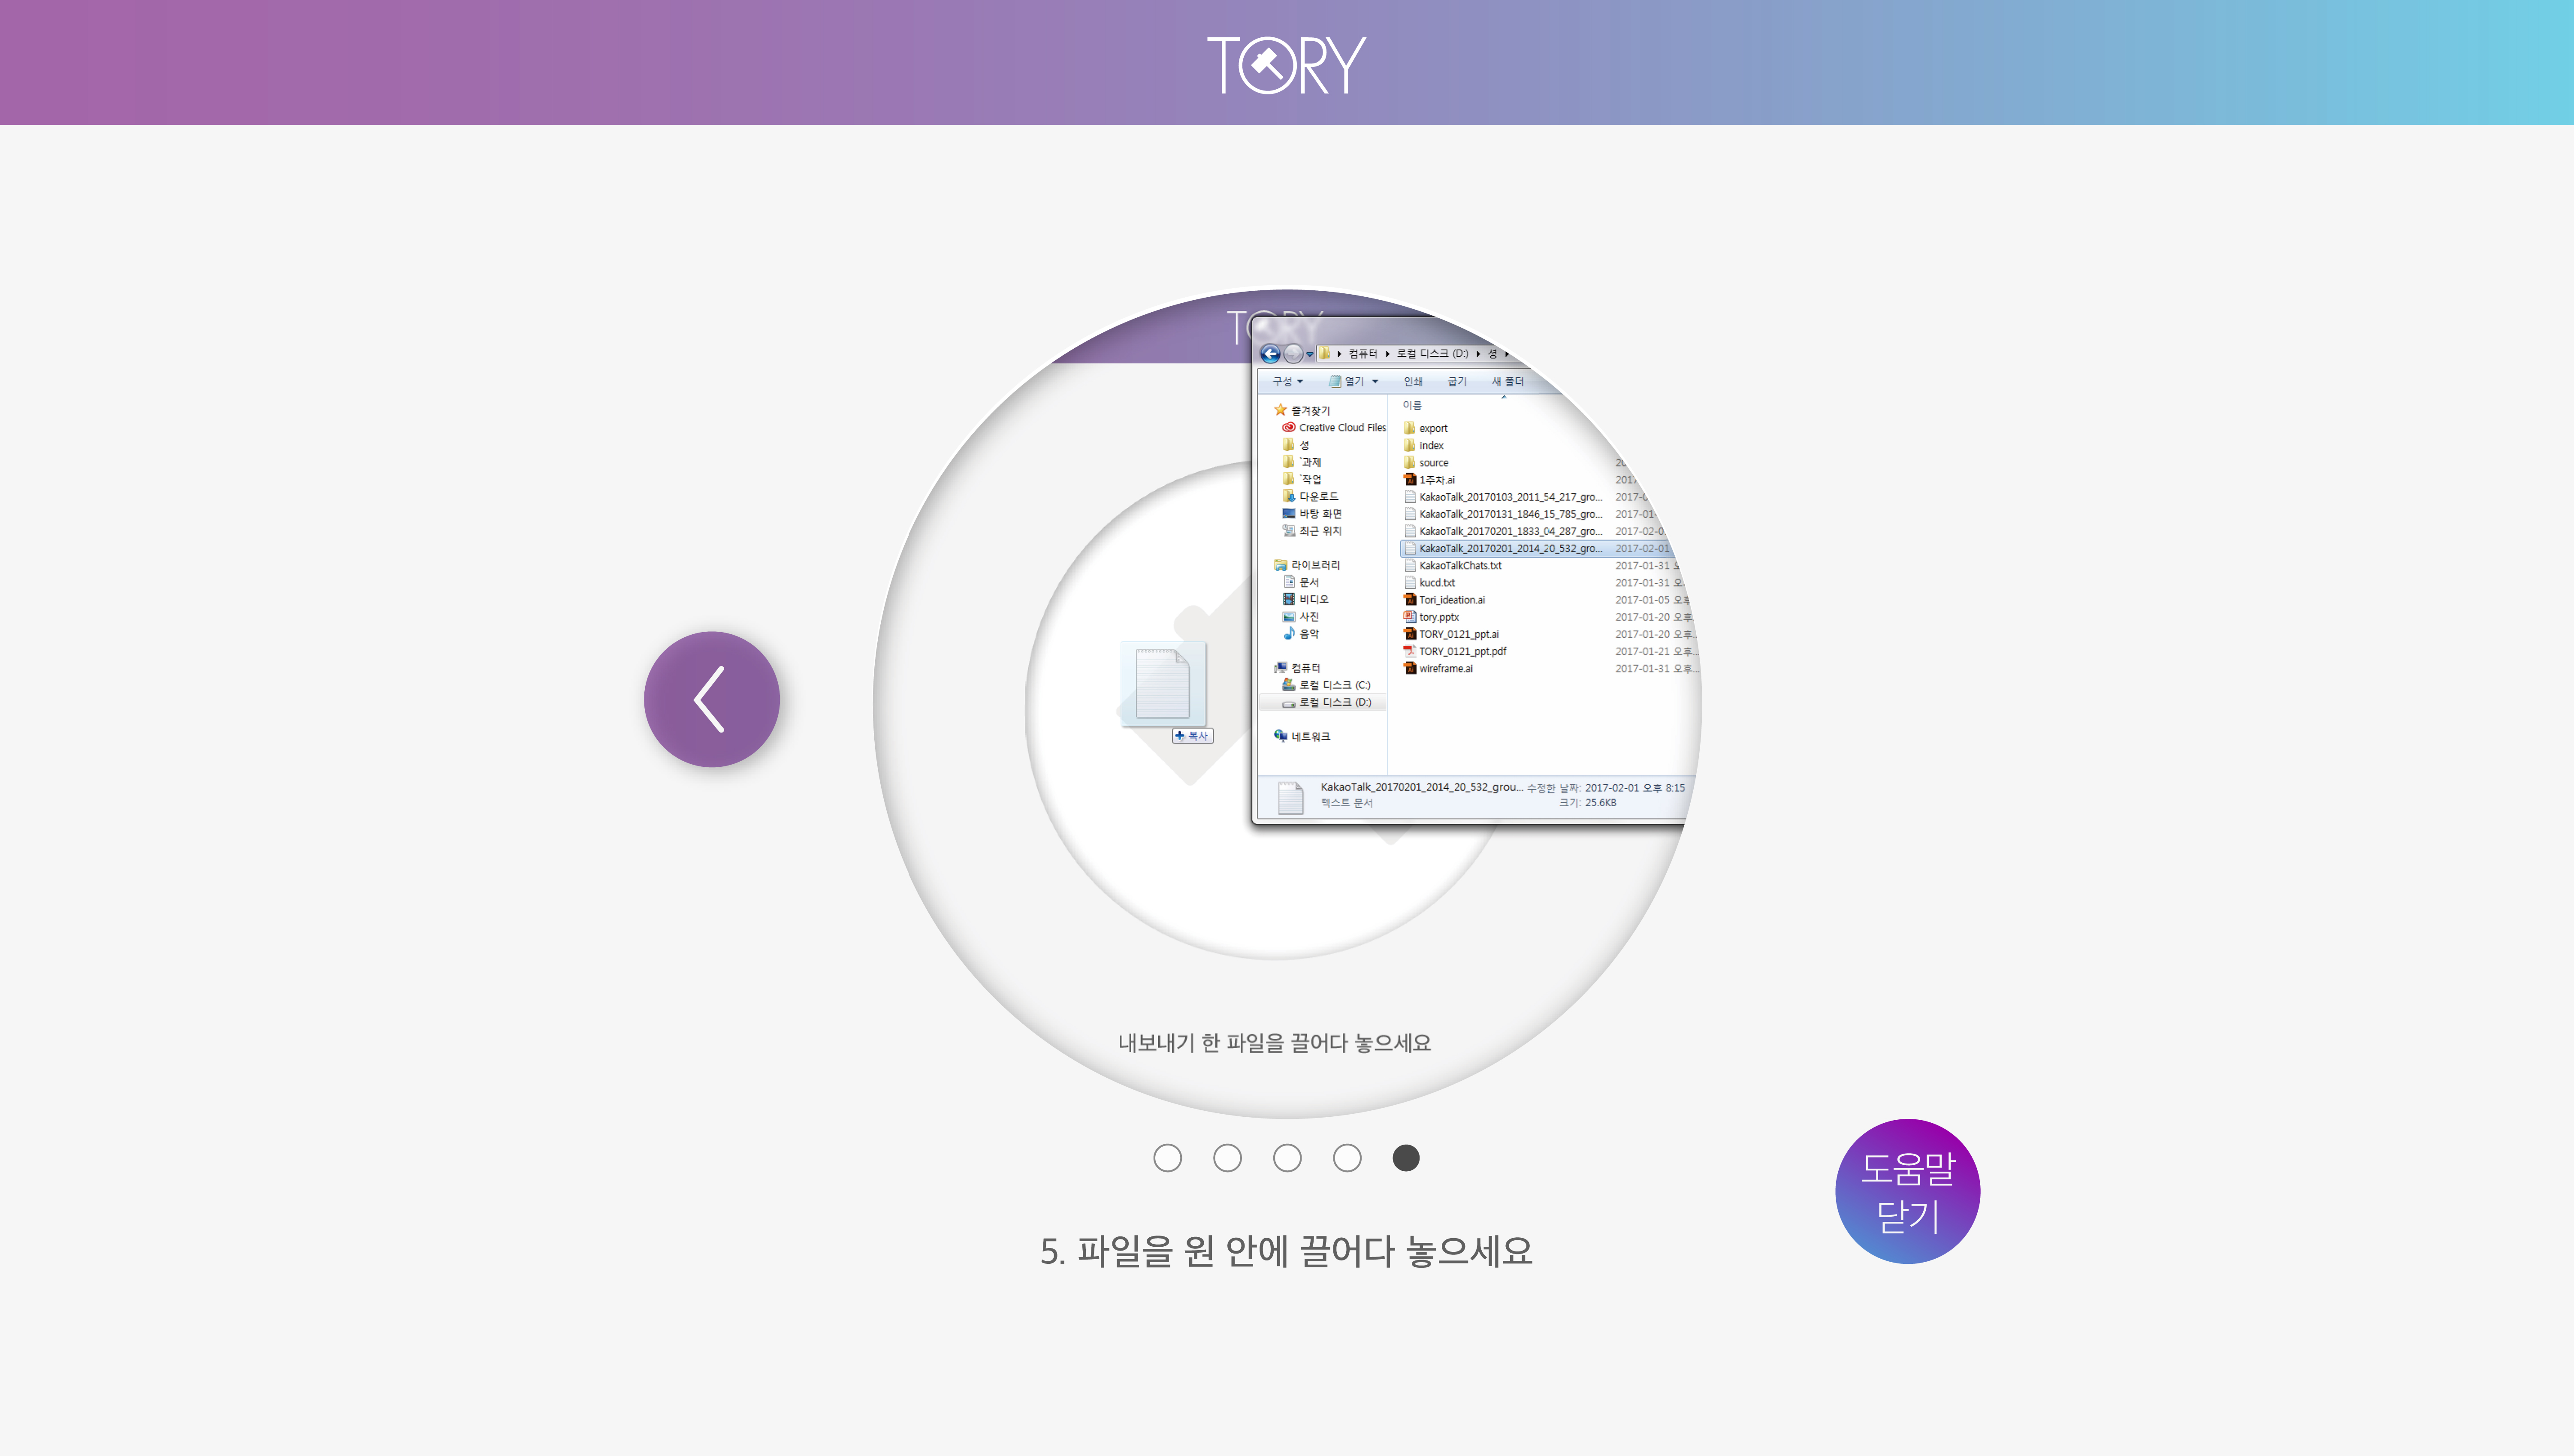 TORY
TORY
컴퓨터 로컬 디스크 (D:) 셩
구성 열기 인쇄 굽기 새 폴더
이름
즐겨찾기
Creative Cloud Files
셩
`과제
`작업
다운로드
바탕 화면
최근 위치
라이브러리
문서
비디오
사진
음악
컴퓨터
로컬 디스크 (C:)
로컬 디스크 (D:)
네트워크
export
index
source
1주차.ai
KakaoTalk_20170103_2011_54_217_gro...
KakaoTalk_20170131_1846_15_785_gro...
KakaoTalk_20170201_1833_04_287_gro...
KakaoTalk_20170201_2014_20_532_gro... 2017-02-01
KakaoTalkChats.txt 2017-01-31
kucd.txt 2017-01-31
Tori_ideation.ai 2017-01-05 오후
tory.pptx 2017-01-20 오후
TORY_0121_ppt.ai 2017-01-20 오후...
TORY_0121_ppt.pdf 2017-01-21 오후...
wireframe.ai 2017-01-31 오후...
복사
KakaoTalk_20170201_2014_20_532_grou... 수정한 날짜: 2017-02-01 오후 8:15
텍스트 문서 크기: 25.6KB
내보내기 한 파일을 끌어다 놓으세요
도움말
닫기
5. 파일을 원 안에 끌어다 놓으세요